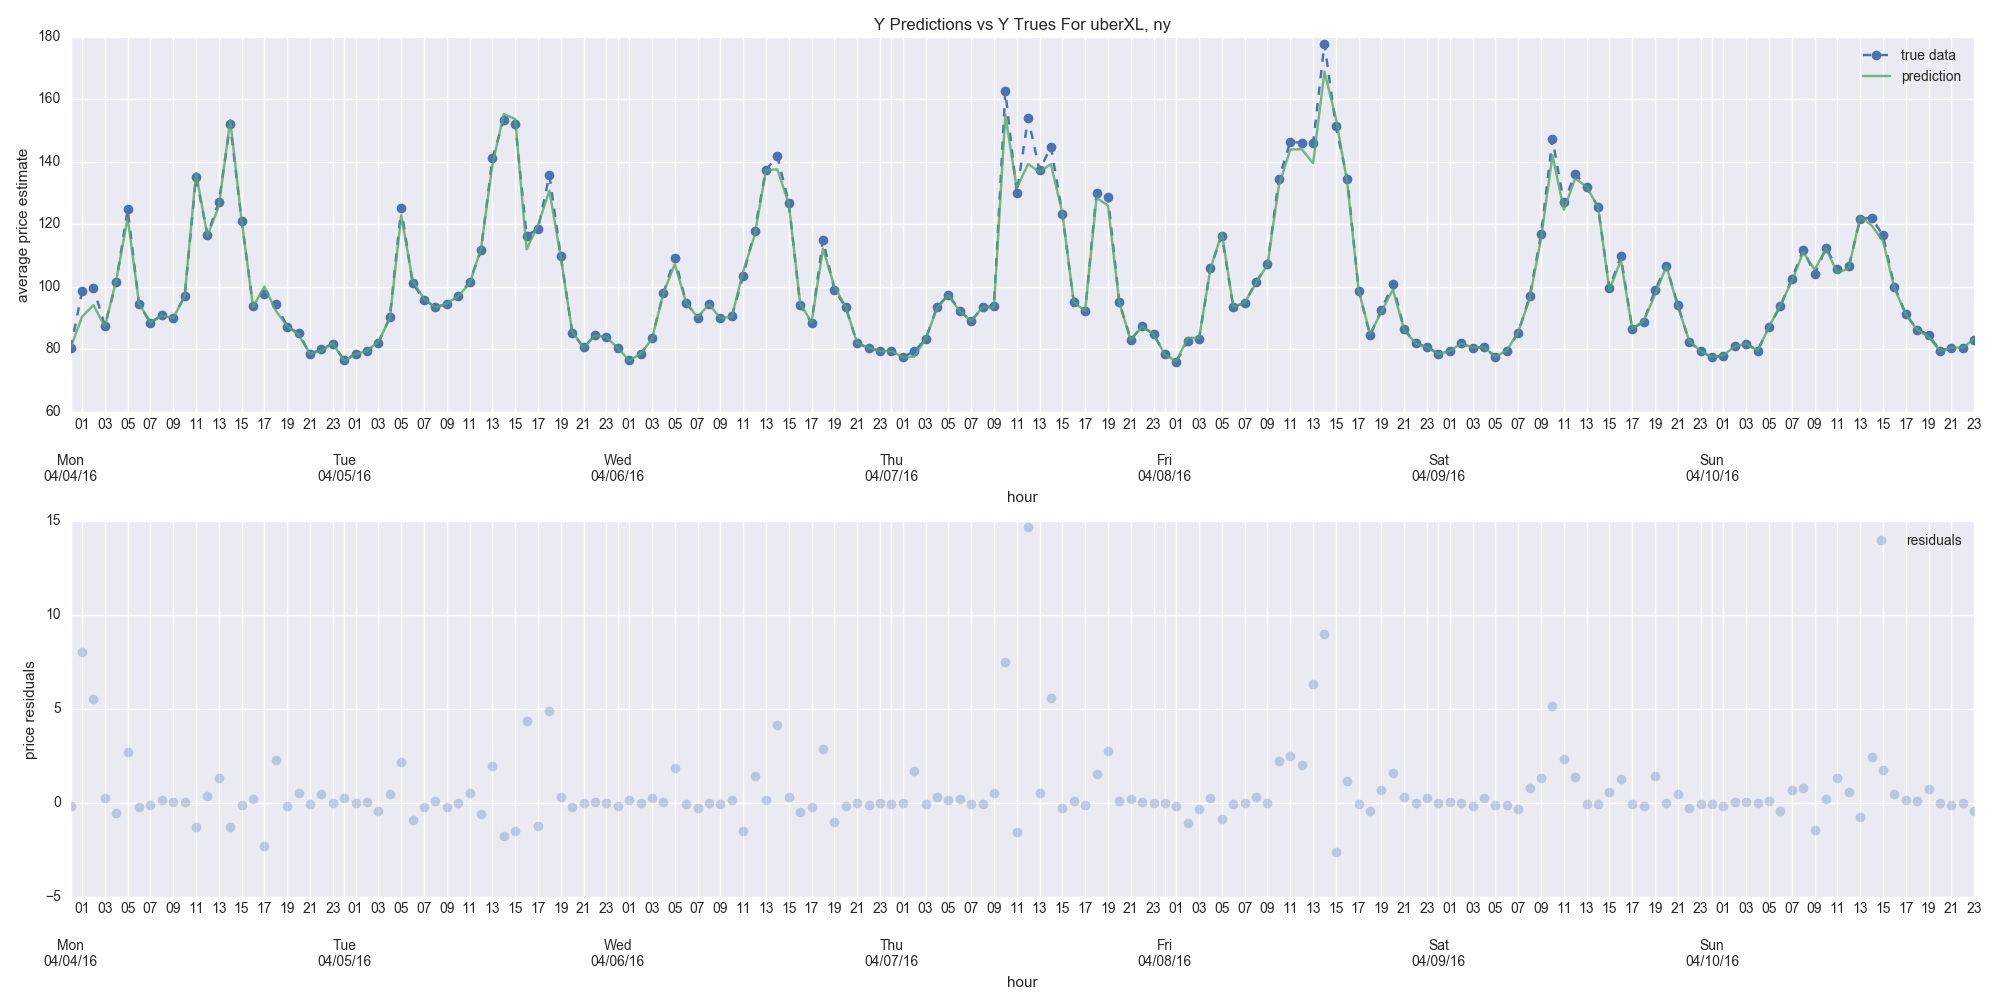 Y Predictions vs Y Trues For uberXL, ny
average price estimate
180
160
140
120
100
80
60
true data
prediction
01 03 05 07 09 11 13 15 17 19 21 23 01 03 05 07 09 11 13 15 17 19 21 23 01 03 05 07 09 11 13 15 17 19 21 23 01 03 05 07 09 11 13 15 17 19 21 23 01 03 05 07 09 11 13 15 17 19 21 23 01 03 05 07 09 11 13 15 17 19 21 23 01 03 05 07 09 11 13 15 17 19 21 23
Mon Tue Wed Thu Fri Sat Sun
04/04/16 04/05/16 04/06/16 04/07/16 04/08/16 04/09/16 04/10/16
hour
price residuals
15
10
5
0
−5
residuals
01 03 05 07 09 11 13 15 17 19 21 23 01 03 05 07 09 11 13 15 17 19 21 23 01 03 05 07 09 11 13 15 17 19 21 23 01 03 05 07 09 11 13 15 17 19 21 23 01 03 05 07 09 11 13 15 17 19 21 23 01 03 05 07 09 11 13 15 17 19 21 23 01 03 05 07 09 11 13 15 17 19 21 23
Mon Tue Wed Thu Fri Sat Sun
04/04/16 04/05/16 04/06/16 04/07/16 04/08/16 04/09/16 04/10/16
hour